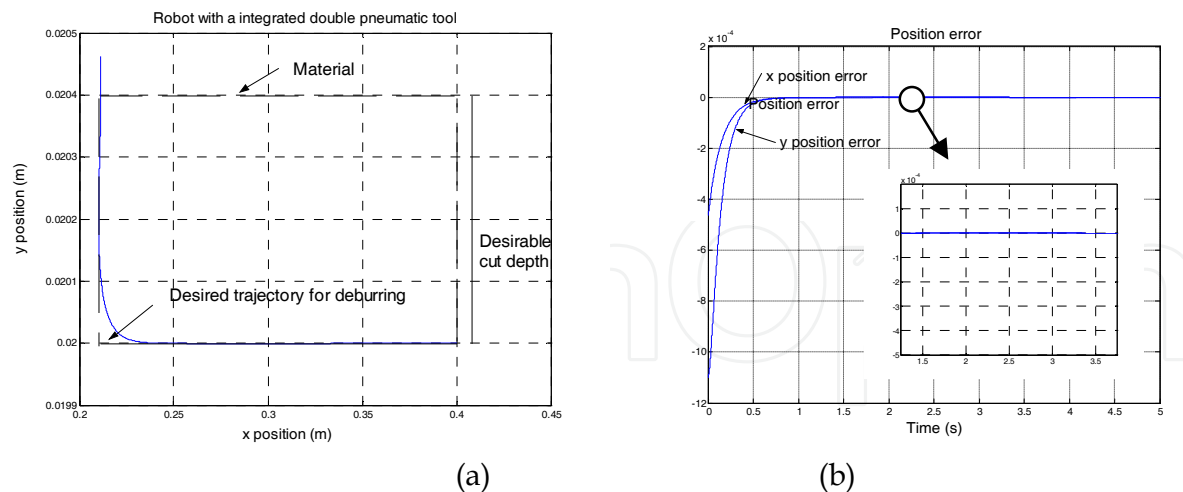 Robot with a integrated double pneumatic tool
0.0205
0.0204
0.0203
0.0202
0.0201
0.02
0.0199
y position (m)
Material
Desirable
cut depth
Desired trajectory for deburring
0.2
0.25
0.3
0.35
0.4
0.45
x position (m)
(a)
Position error
x 10-4
2
0
-2
-4
-6
-8
-10
-12
x position error
Position error
y position error
x 10-4
1
0
-1
-2
-3
-4
-5
1.5
2
2.5
3
3.5
0
0.5
1
1.5
2
2.5
3
3.5
4
4.5
5
Time (s)
(b)